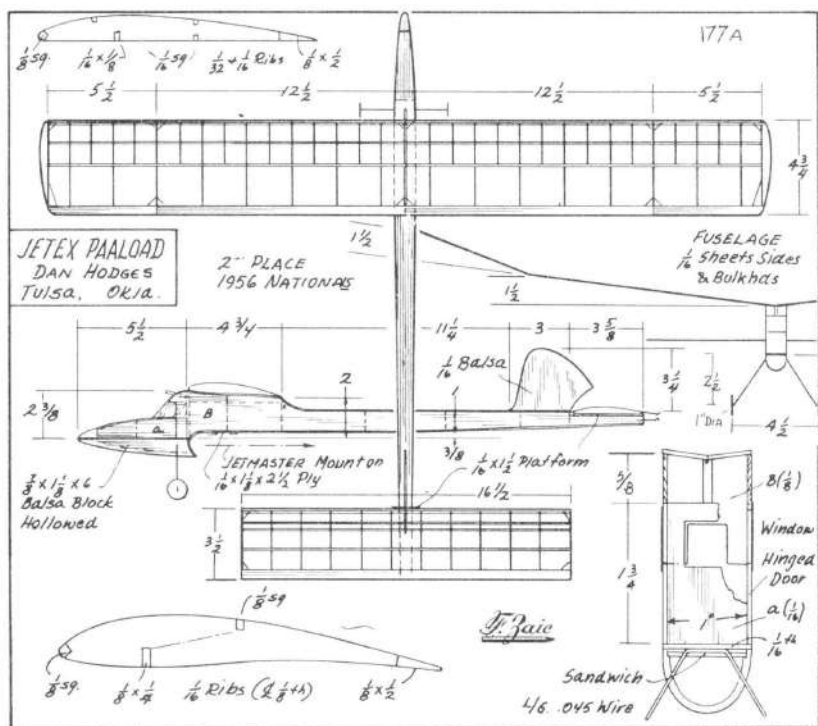 177A
1/8 sq.
1/16 x 1/8
1/16 sq
1/32 + 1/16 Ribs
1/8 x 1/2
5 1/2
12 1/2
12 1/2
5 1/2
4 3/4
JETEX PAALOAD
DAN HODGES
TULSA, OKLA.
2ND PLACE
1956 NATIONALS
1 1/2
1 1/2
FUSELAGE
1/16 Sheets Sides
& Bulkhds
5 1/2
4 3/4
11 1/4
3
3 5/8
1/16 Balsa
2
1
3 1/4
2 1/2
1" Dia
4 1/2
2 3/8
a
B
3/8
JETMASTER Mount on
1/16 x 1 1/8 x 2 1/2 Ply
1/16 x 1 1/2 Platform
7/8 x 1 1/8 x 6
Balsa Block
Hollowed
16 1/2
3 1/2
5/8
B (1/8)
Window
Hinged
Door
1 3/4
1"
a (1/16)
1/16 th
Sandwich
L/G .045 Wire
1/8 sq
F. Zaic
1/8 sq.
1/8 x 1/4
1/16 Ribs (¢ 1/8 th)
1/8 x 1/2